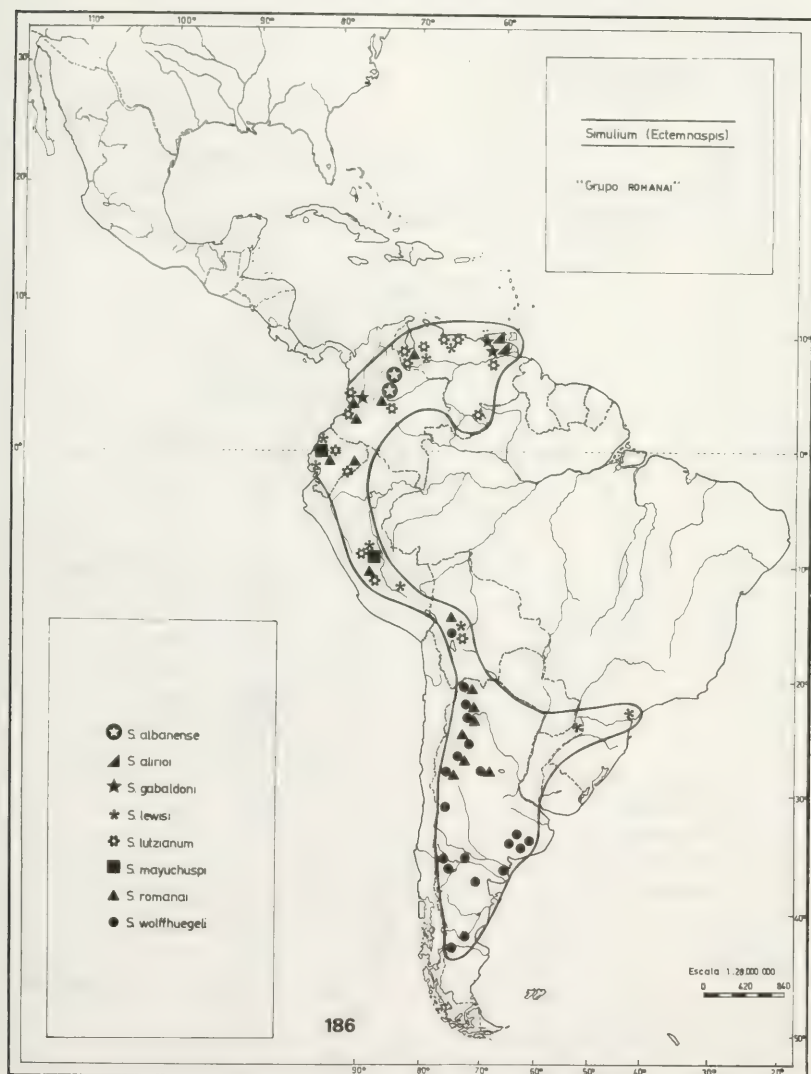 110°
100°
90°
80°
70°
60°
30°
20°
10°
0°
Simulium (Ectemnaspis)
"Grupo ROMANAI"
10°
0°
10°
20°
30°
40°
50°
S. albanense
S. alirioi
S. gabaldoni
S. lewisi
S. lutzianum
S. mayuchuspi
S. romanai
S. wolffhuegeli
Escala 1:28.000.000
0 420 840
186
90°
80°
70°
60°
50°
40°
30°
20°